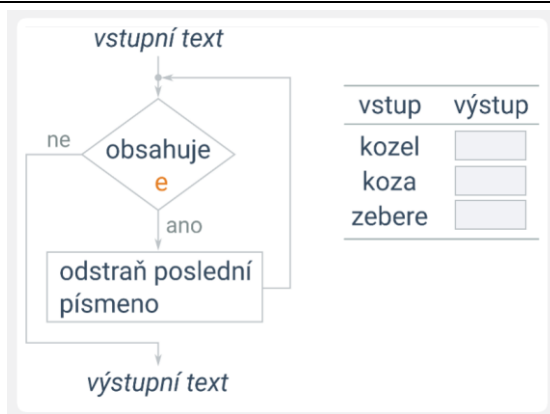 vstupní text
ne
obsahuje
e
ano
odstraň poslední
písmeno
výstupní text
vstup výstup
kozel
koza
zebere